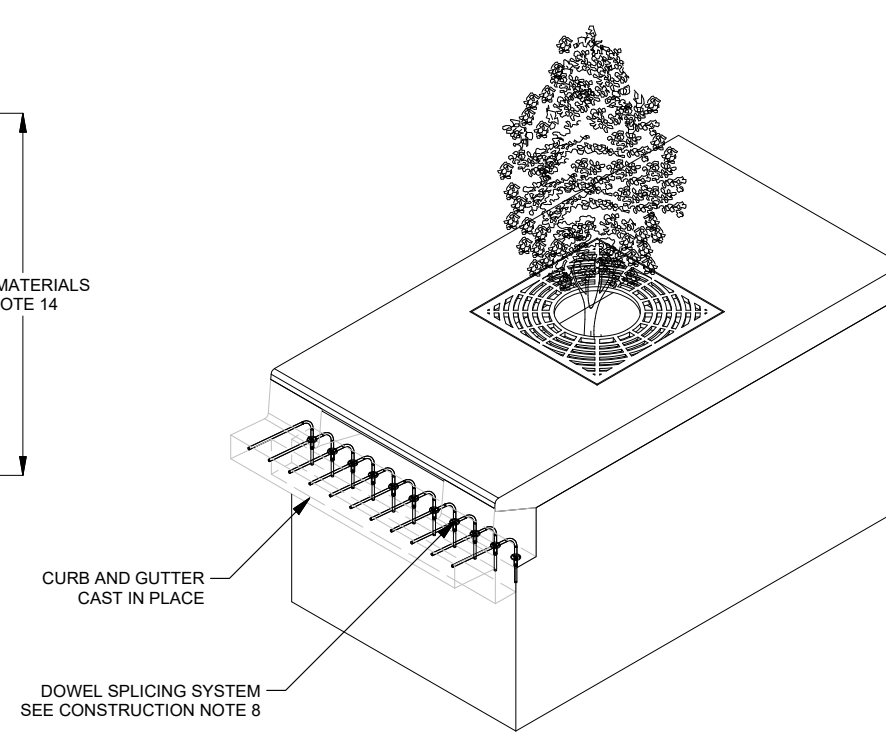 MATERIALS
OTE 14
CURB AND GUTTER
CAST IN PLACE
DOWEL SPLICING SYSTEM
SEE CONSTRUCTION NOTE 8